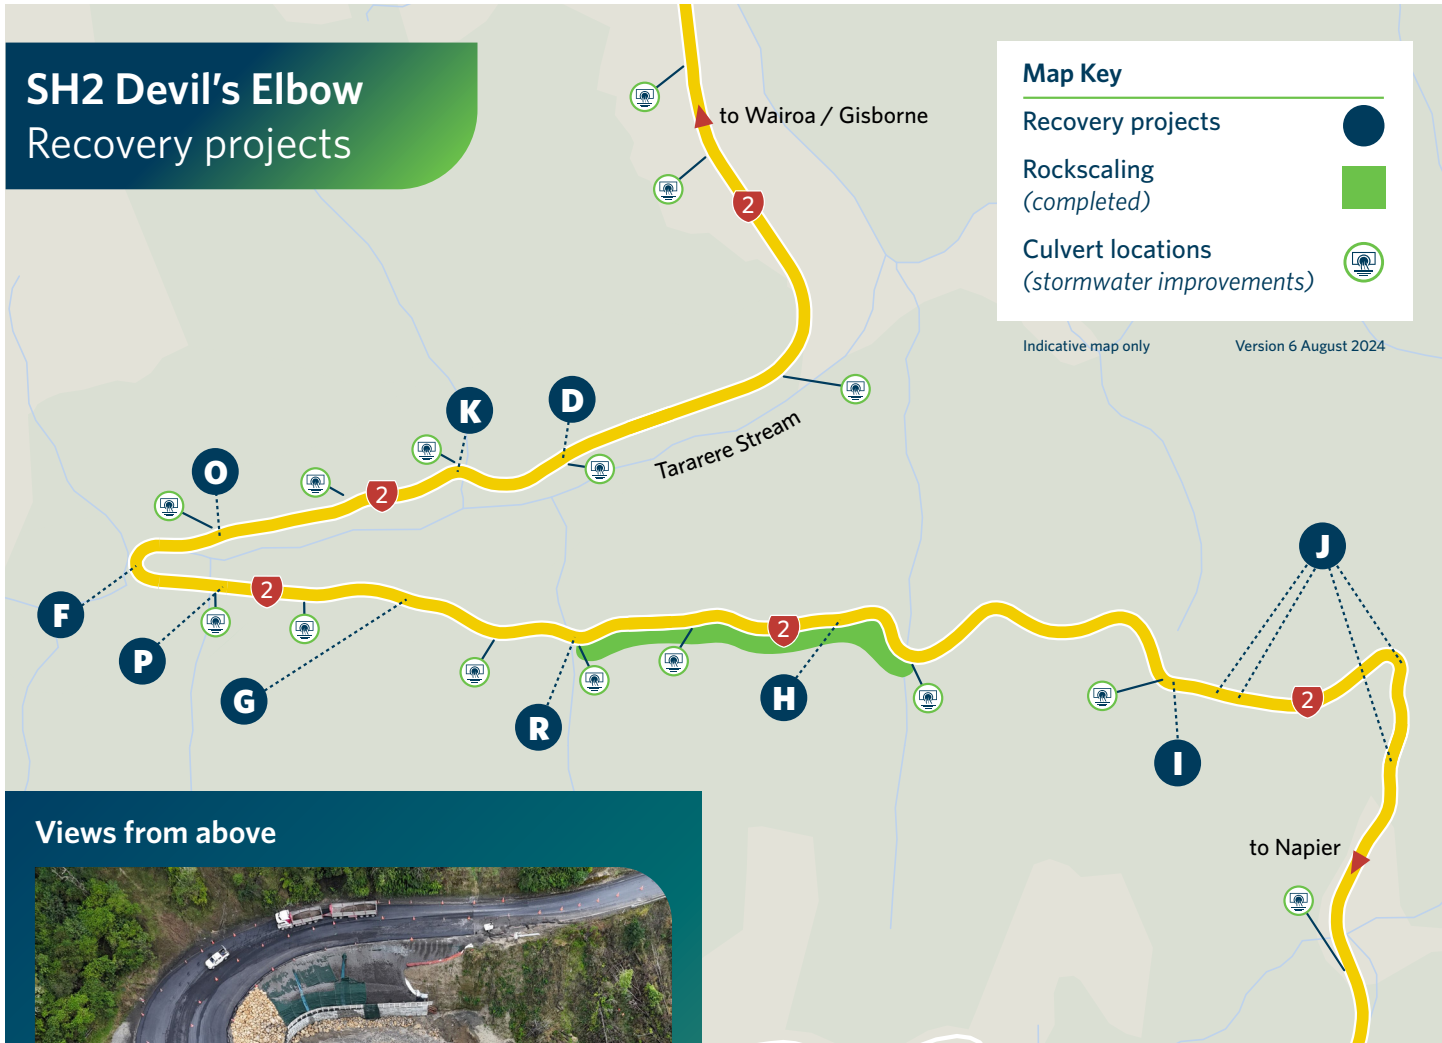 SH2 Devil's Elbow
Recovery projects
Map Key
Recovery projects
Rockscaling
(completed)
Culvert locations
(stormwater improvements)
Indicative map only
Version 6 August 2024
to Wairoa / Gisborne
2
Tararere Stream
D
K
2
O
F
P
2
G
R
2
H
I
J
2
to Napier
Views from above